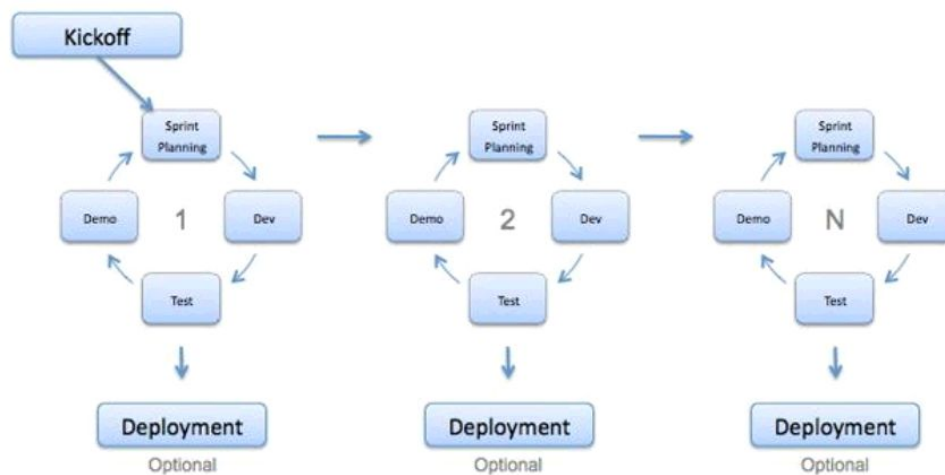 Kickoff
Sprint
Planning
Demo
1
Dev
Test
Deployment
Optional
Sprint
Planning
Demo
2
Dev
Test
Deployment
Optional
Sprint
Planning
Demo
N
Dev
Test
Deployment
Optional